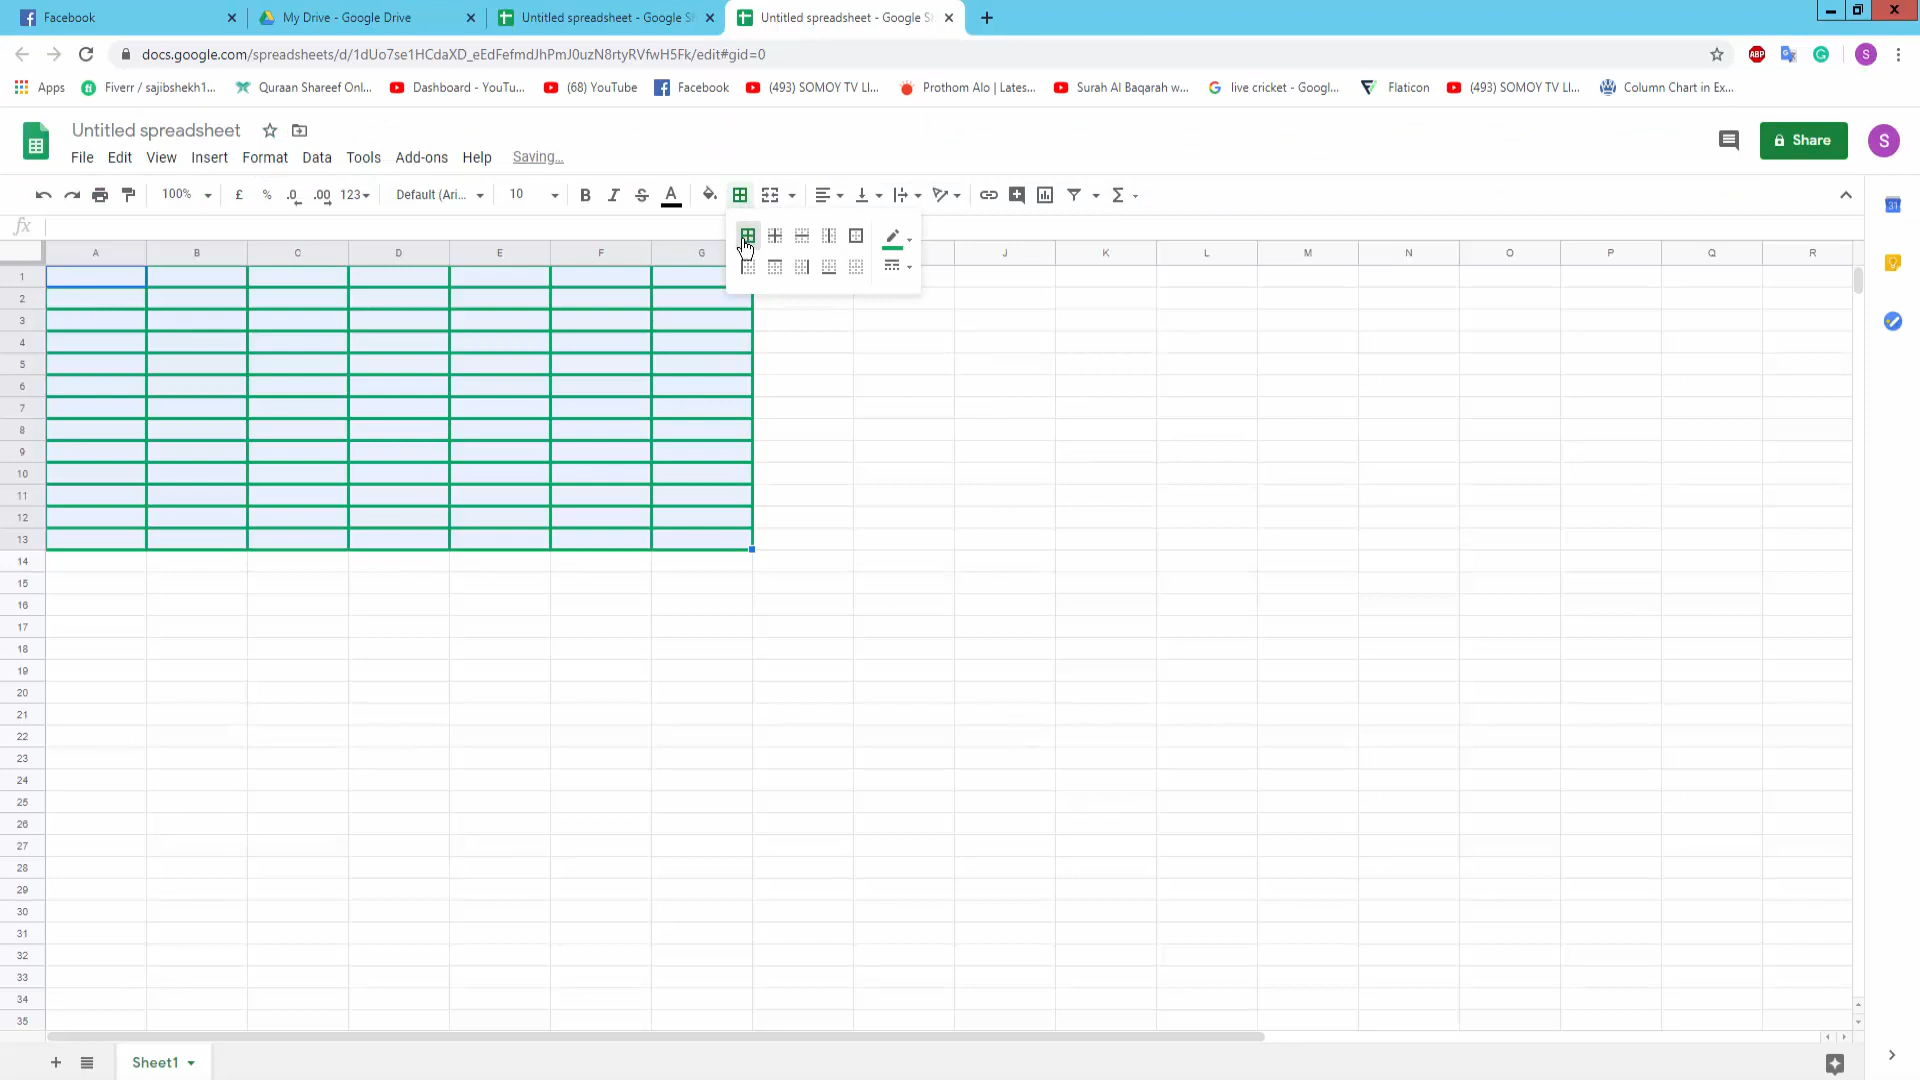 Facebook
My Drive - Google Drive
Untitled spreadsheet - Google S
Untitled spreadsheet - Google S
docs.google.com/spreadsheets/d/1dUo7se1HCdaXD_eEdFefmdJhPmJ0uzN8rtyRVfwH5Fk/edit#gid=0
ABP
S
Apps
Fiverr / sajibshekh1...
Quraan Shareef Onl...
Dashboard - YouTu...
(68) YouTube
Facebook
(493) SOMOY TV LI...
Prothom Alo | Lates...
Surah Al Baqarah w...
live cricket - Googl...
Flaticon
(493) SOMOY TV LI...
Column Chart in Ex...
Untitled spreadsheet
Share
S
File Edit View Insert Format Data Tools Add-ons Help Saving...
100% £ % .0 .00 123 Default (Ari... 10 B I S A Σ
31
fx
A B C D E F G J K L M N O P Q R
1
2
3
4
5
6
7
8
9
10
11
12
13
14
15
16
17
18
19
20
21
22
23
24
25
26
27
28
29
30
31
32
33
34
35
Sheet1